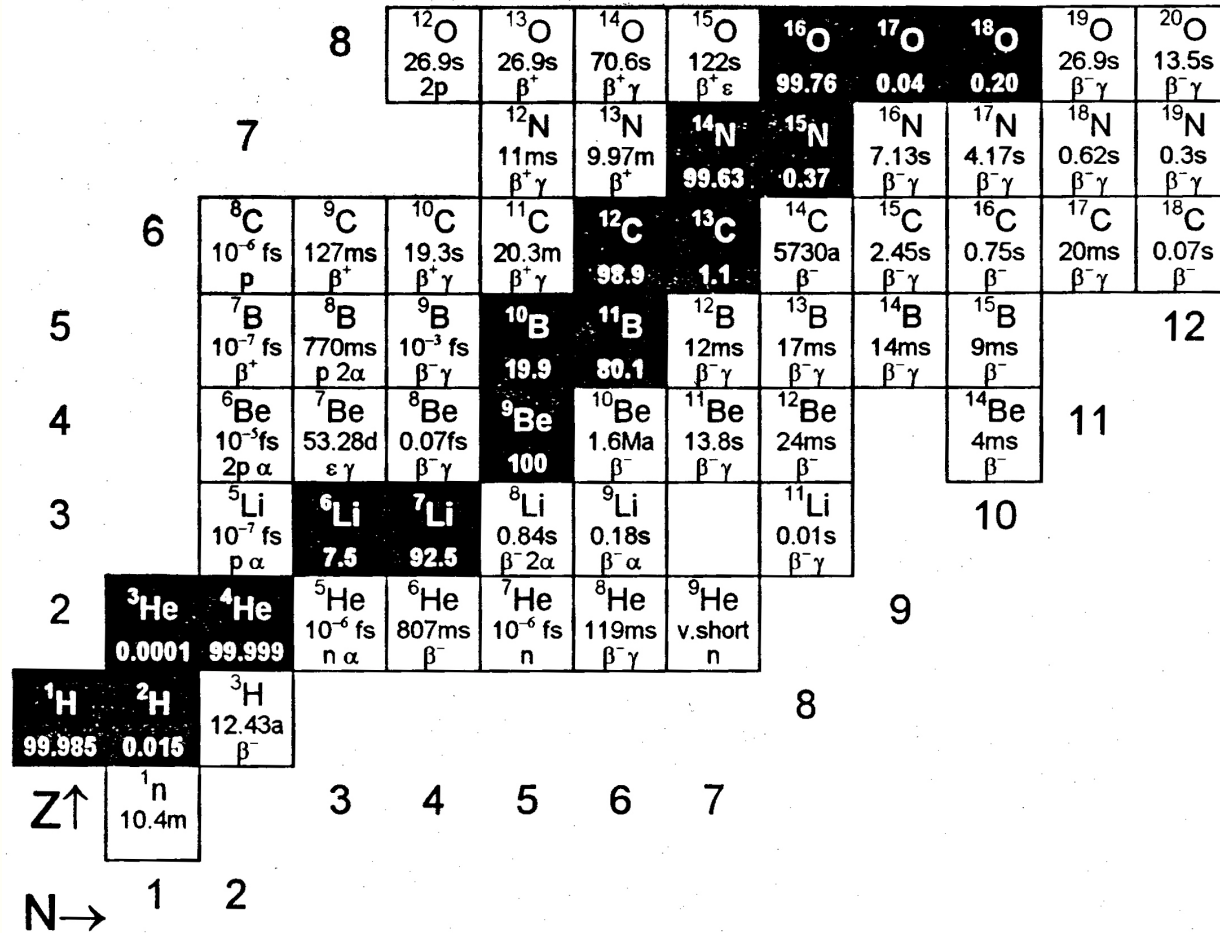 8 ¹²O ¹³O ¹⁴O ¹⁵O ¹⁶O ¹⁷O ¹⁸O ¹⁹O ²⁰O
26.9s 26.9s 70.6s 122s 99.76 0.04 0.20 26.9s 13.5s
2p β⁺ β⁺γ β⁺ε β⁻γ β⁻γ
7 ¹²N ¹³N ¹⁴N ¹⁵N ¹⁶N ¹⁷N ¹⁸N ¹⁹N
11ms 9.97m 99.63 0.37 7.13s 4.17s 0.62s 0.3s
β⁺γ β⁺ β⁻γ β⁻γ β⁻γ β⁻γ
6 ⁸C ⁹C ¹⁰C ¹¹C ¹²C ¹³C ¹⁴C ¹⁵C ¹⁶C ¹⁷C ¹⁸C
10⁻⁶ fs 127ms 19.3s 20.3m 98.9 1.1 5730a 2.45s 0.75s 20ms 0.07s
p β⁺ β⁺γ β⁺γ β⁻ β⁻γ β⁻ β⁻γ β⁻
5 ⁷B ⁸B ⁹B ¹⁰B ¹¹B ¹²B ¹³B ¹⁴B ¹⁵B 12
10⁻⁷ fs 770ms 10⁻³ fs 19.9 80.1 12ms 17ms 14ms 9ms
β⁺ p 2α β⁻γ β⁻γ β⁻γ β⁻γ β⁻
4 ⁶Be ⁷Be ⁸Be ⁹Be ¹⁰Be ¹¹Be ¹²Be ¹⁴Be 11
10⁻⁵fs 53.28d 0.07fs 100 1.6Ma 13.8s 24ms 4ms
2p α ε γ β⁻γ β⁻ β⁻γ β⁻ β⁻
3 ⁵Li ⁶Li ⁷Li ⁸Li ⁹Li ¹¹Li 10
10⁻⁷ fs 7.5 92.5 0.84s 0.18s 0.01s
p α β⁻2α β⁻α β⁻γ
2 ³He ⁴He ⁵He ⁶He ⁷He ⁸He ⁹He 9
0.0001 99.999 10⁻⁶ fs 807ms 10⁻⁶ fs 119ms v.short
n α β⁻ n β⁻γ n
¹H ²H ³H 8
99.985 0.015 12.43a
β⁻
Z↑ ¹n 3 4 5 6 7
10.4m
N→ 1 2